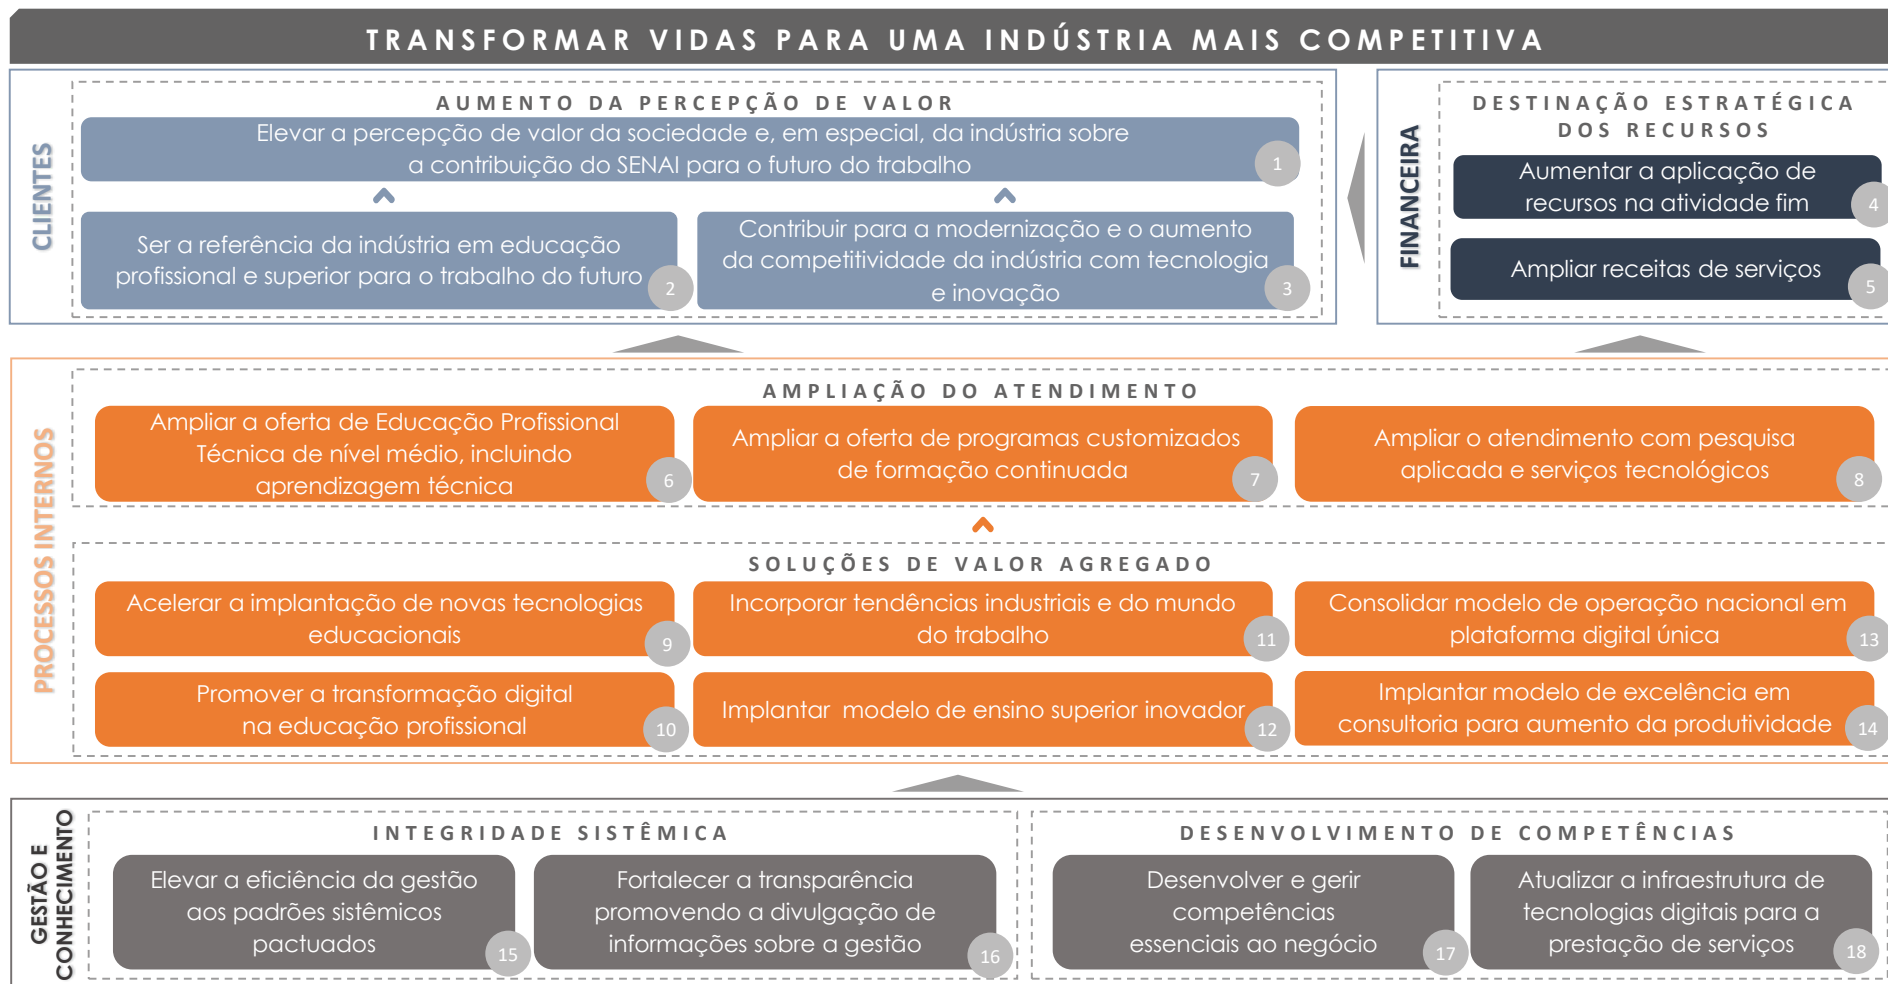 TRANSFORMAR VIDAS PARA UMA INDÚSTRIA MAIS COMPETITIVA
CLIENTES
AUMENTO DA PERCEPÇÃO DE VALOR
Elevar a percepção de valor da sociedade e, em especial, da indústria sobre
a contribuição do SENAI para o futuro do trabalho
1
Ser a referência da indústria em educação
profissional e superior para o trabalho do futuro
2
Contribuir para a modernização e o aumento
da competitividade da indústria com tecnologia
e inovação
3
FINANCEIRA
DESTINAÇÃO ESTRATÉGICA
DOS RECURSOS
Aumentar a aplicação de
recursos na atividade fim
4
Ampliar receitas de serviços
5
PROCESSOS INTERNOS
AMPLIAÇÃO DO ATENDIMENTO
Ampliar a oferta de Educação Profissional
Técnica de nível médio, incluindo
aprendizagem técnica
6
Ampliar a oferta de programas customizados
de formação continuada
7
Ampliar o atendimento com pesquisa
aplicada e serviços tecnológicos
8
SOLUÇÕES DE VALOR AGREGADO
Acelerar a implantação de novas tecnologias
educacionais
9
Incorporar tendências industriais e do mundo
do trabalho
11
Consolidar modelo de operação nacional em
plataforma digital única
13
Promover a transformação digital
na educação profissional
10
Implantar modelo de ensino superior inovador
12
Implantar modelo de excelência em
consultoria para aumento da produtividade
14
GESTÃO E
CONHECIMENTO
INTEGRIDADE SISTÊMICA
Elevar a eficiência da gestão
aos padrões sistêmicos
pactuados
15
Fortalecer a transparência
promovendo a divulgação de
informações sobre a gestão
16
DESENVOLVIMENTO DE COMPETÊNCIAS
Desenvolver e gerir
competências
essenciais ao negócio
17
Atualizar a infraestrutura de
tecnologias digitais para a
prestação de serviços
18